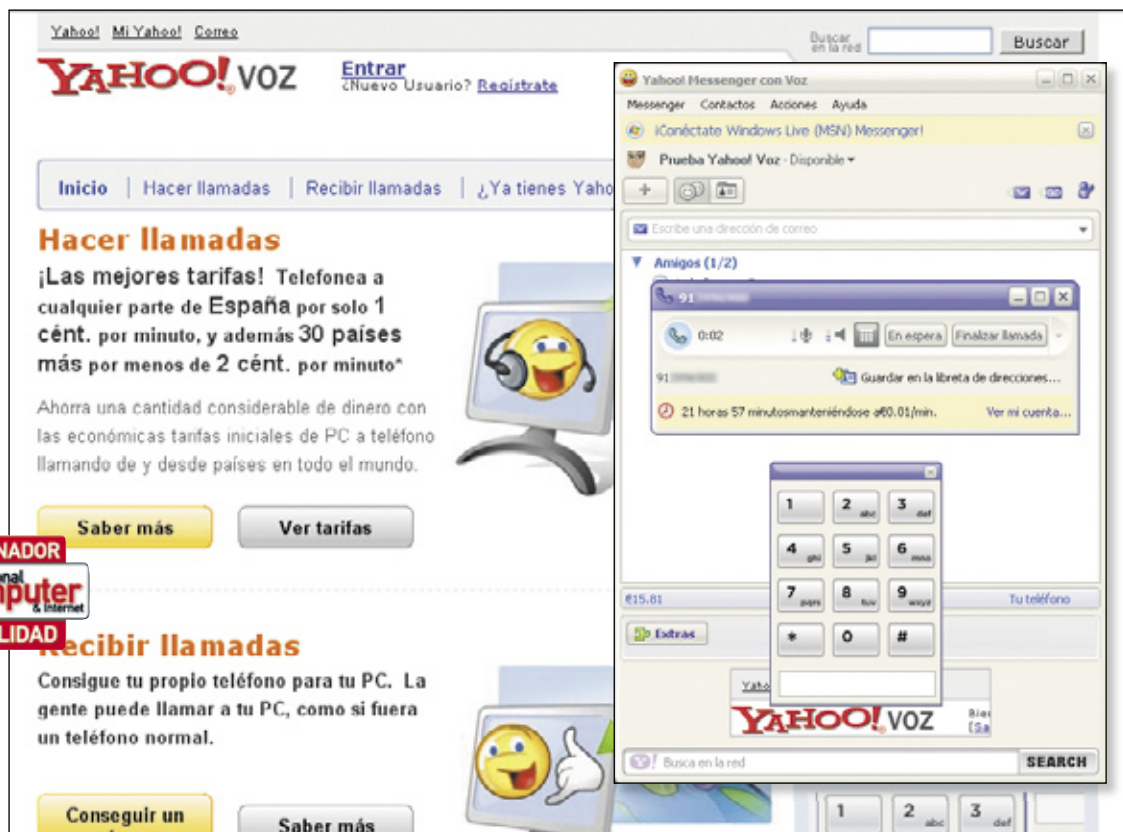 Yahoo! Mi Yahoo! Correo
Buscar en la red
Buscar
YAHOO! VOZ
Entrar
¿Nuevo Usuario? Regístrate
Inicio | Hacer llamadas | Recibir llamadas | ¿Ya tienes Yaho
Hacer llamadas
¡Las mejores tarifas! Telefonea a
cualquier parte de España por solo 1
cént. por minuto, y además 30 países
más por menos de 2 cént. por minuto*
Ahorra una cantidad considerable de dinero con
las económicas tarifas iniciales de PC a teléfono
llamando de y desde países en todo el mundo.
Saber más
Ver tarifas
NADOR
onal
mputer
& Internet
LIDAD
Recibir llamadas
Consigue tu propio teléfono para tu PC. La
gente puede llamar a tu PC, como si fuera
un teléfono normal.
Conseguir un
Saber más
Yahoo! Messenger con Voz
Messenger Contactos Acciones Ayuda
¡Conéctate Windows Live (MSN) Messenger!
Prueba Yahoo! Voz - Disponible
Escribe una dirección de correo
Amigos (1/2)
91
0:02
En espera
Finalizar llamada
91
Guardar en la libreta de direcciones...
21 horas 57 minutosmanteniéndose a€0.01/min.
Ver mi cuenta...
1 2 abc 3 def
4 ghi 5 jkl 6 mno
7 pqrs 8 tuv 9 wxyz
* 0 #
€15.81
Tu teléfono
Extras
Yaho
YAHOO! VOZ
Bie
[Sa
Busca en la red
SEARCH
1 2 abc 3 def